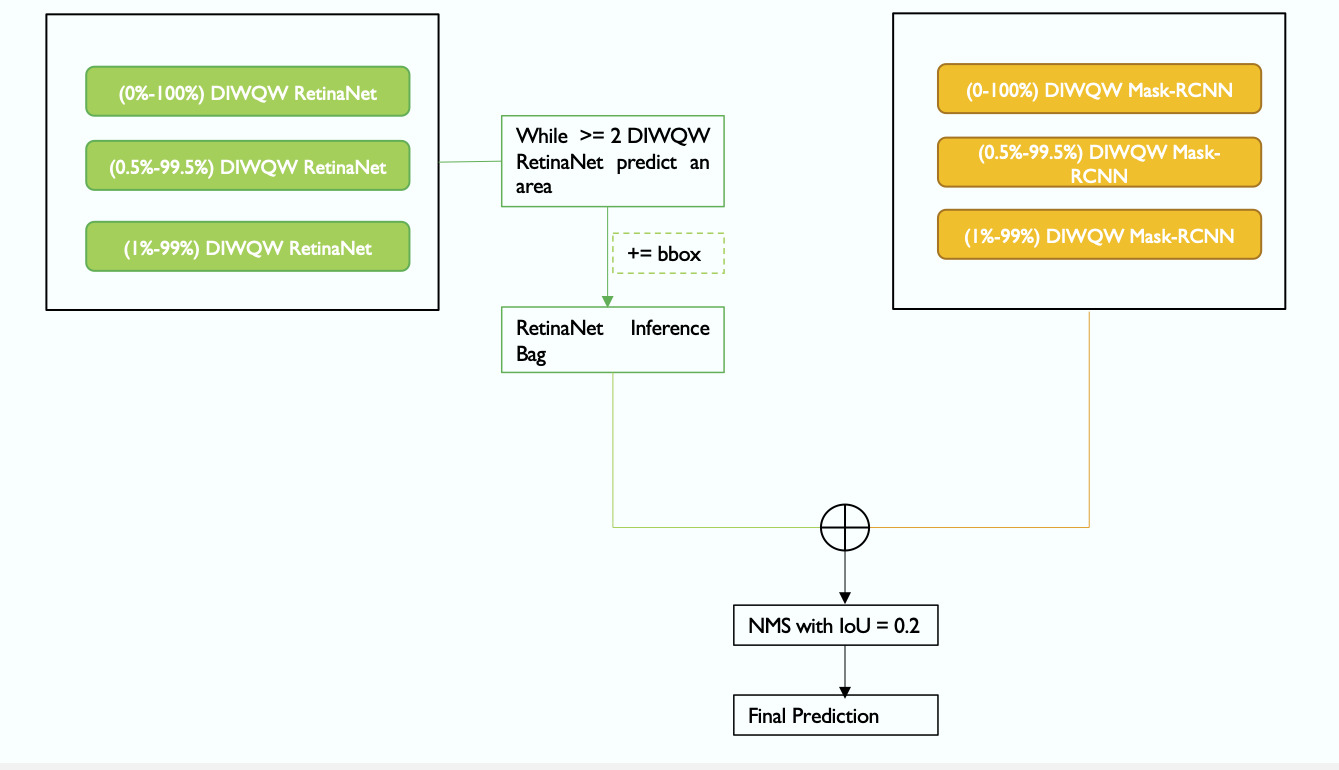 (0%-100%) DIWQW RetinaNet
(0.5%-99.5%) DIWQW RetinaNet
(1%-99%) DIWQW RetinaNet
While >= 2 DIWQW
RetinaNet predict an
area
+= bbox
RetinaNet Inference
Bag
(0-100%) DIWQW Mask-RCNN
(0.5%-99.5%) DIWQW Mask-
RCNN
(1%-99%) DIWQW Mask-RCNN
NMS with IoU = 0.2
Final Prediction